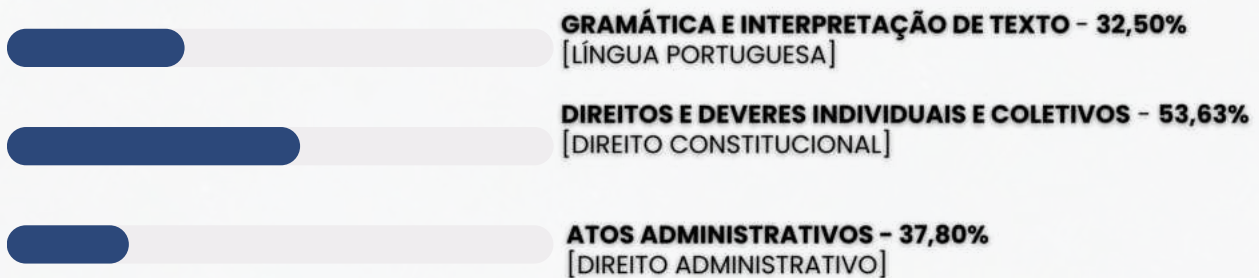 GRAMÁTICA E INTERPRETAÇÃO DE TEXTO - 32,50%
[LÍNGUA PORTUGUESA]
DIREITOS E DEVERES INDIVIDUAIS E COLETIVOS - 53,63%
[DIREITO CONSTITUCIONAL]
ATOS ADMINISTRATIVOS - 37,80%
[DIREITO ADMINISTRATIVO]